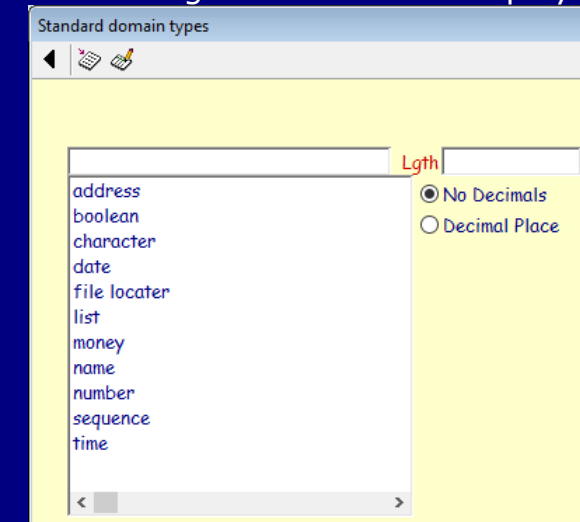 Standard domain types
Lgth
address
No Decimals
boolean
Decimal Place
character
date
file locater
list
money
name
number
sequence
time